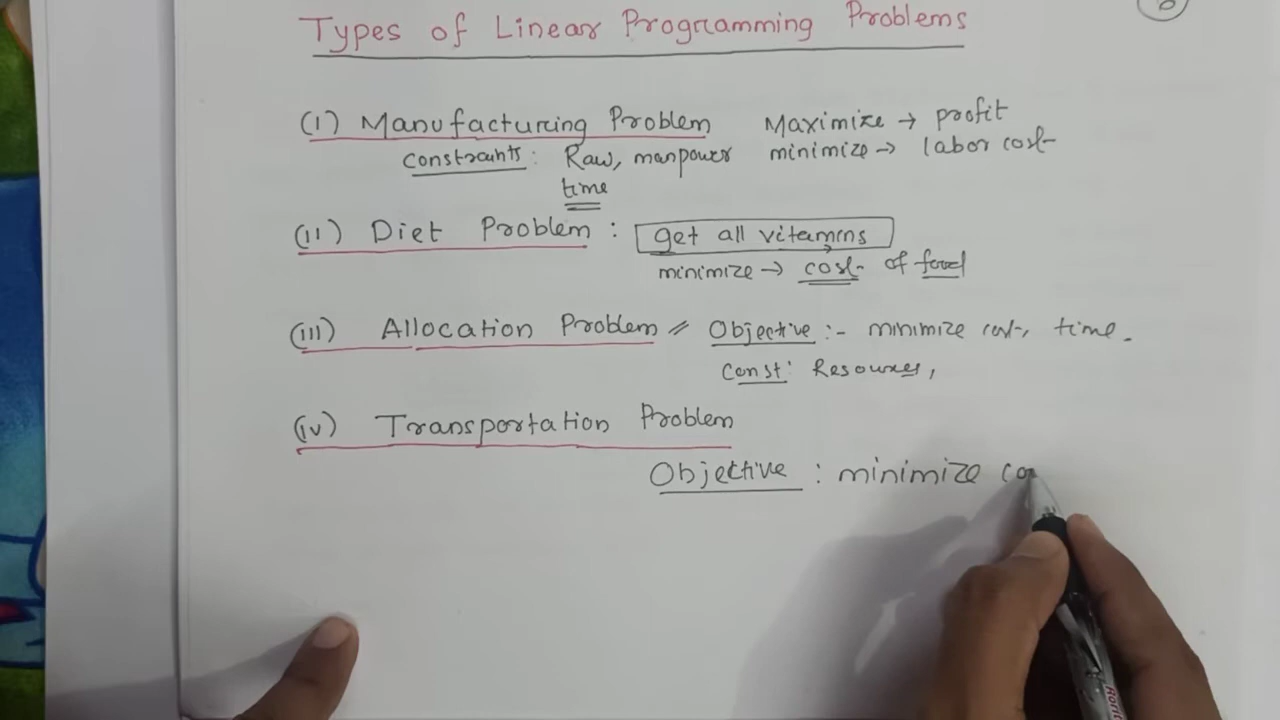 Types of Linear Programming Problems
(I) Manufacturing Problem Maximize → profit
Constraints: Raw, manpower minimize → labor cost
time
(II) Diet Problem : get all vitamins
minimize → cost of food
(III) Allocation Problem // Objective :- minimize cost, time.
Const: Resources,
(iv) Transportation Problem
Objective : minimize co